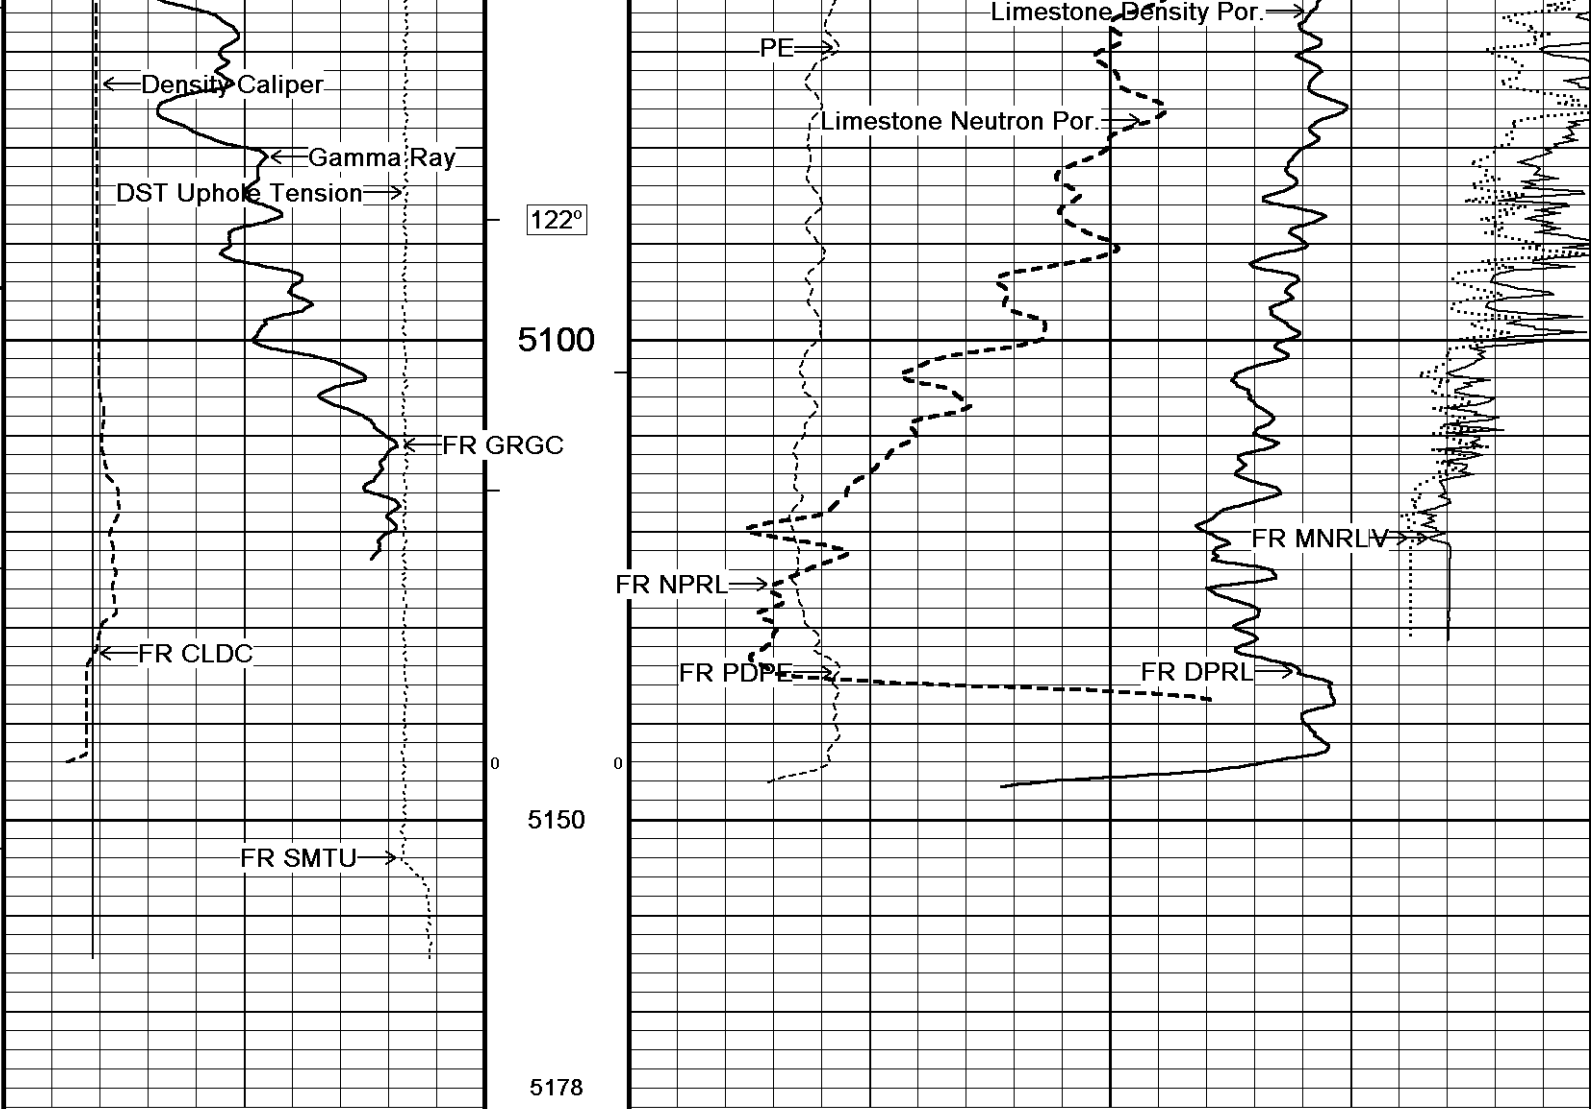 Limestone Density Por.
PE
Density Caliper
Limestone Neutron Por.
Gamma Ray
DST Uphole Tension
122º
5100
FR GRGC
FR MNRLV
FR NPRL
FR CLDC
FR PDPE
FR DPRL
0
0
5150
FR SMTU
5178